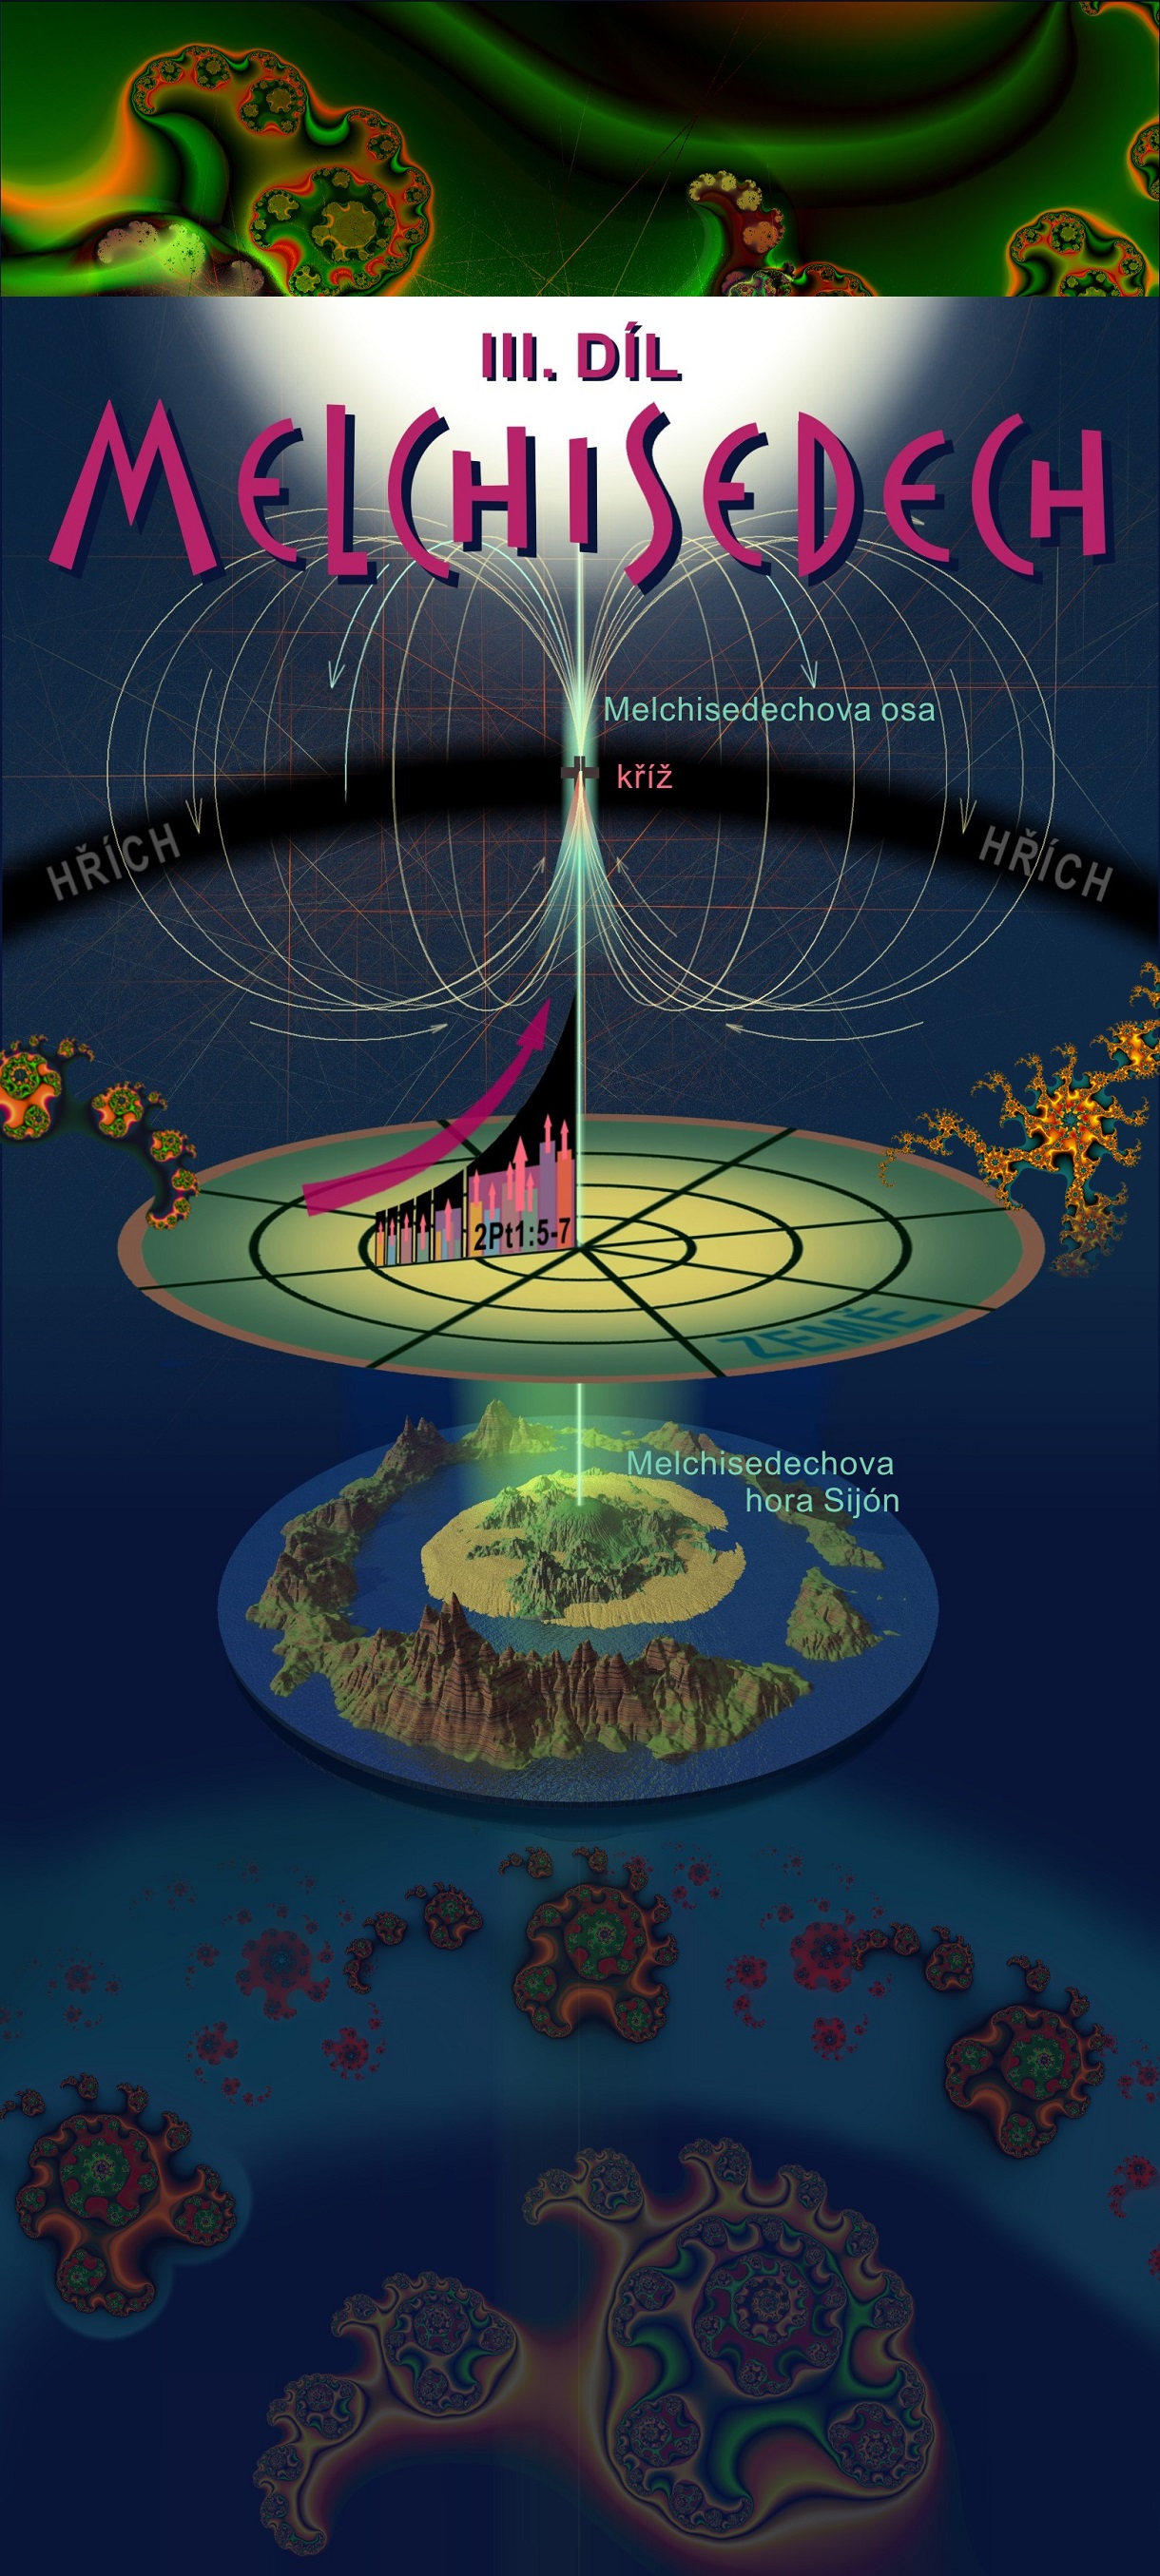 III. DÍL
MELCHISEDECH
Melchisedechova osa
kříž
HŘÍCH
HŘÍCH
2Pt1:5-7
ZEMĚ
Melchisedechova
hora Sijón